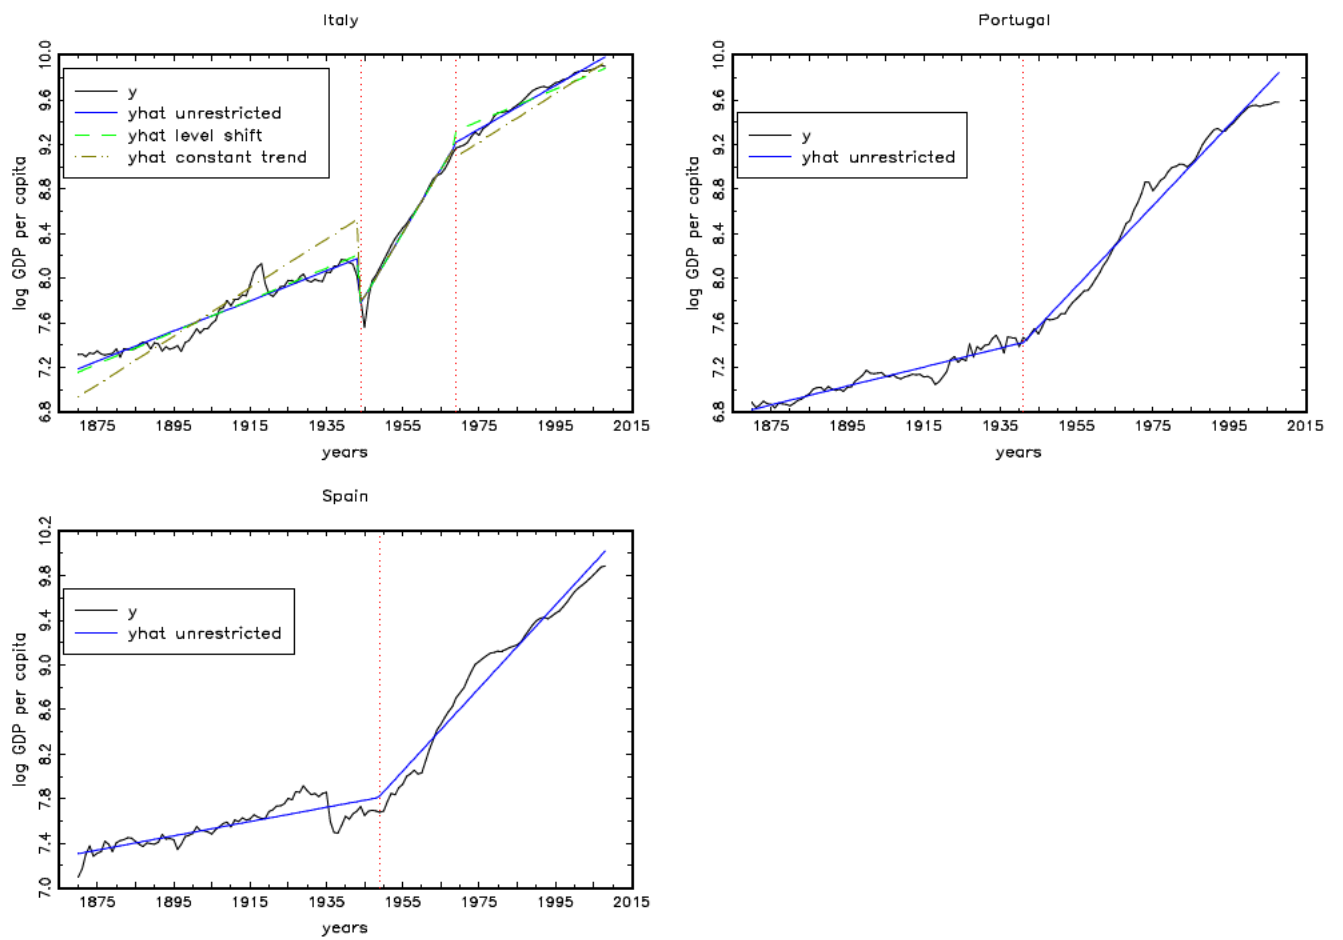 Italy
log GDP per capita
10.0
9.6
9.2
8.8
8.4
8.0
7.6
7.2
6.8
y
yhat unrestricted
yhat level shift
yhat constant trend
1875 1895 1915 1935 1955 1975 1995 2015
years
Portugal
log GDP per capita
10.0
9.6
9.2
8.8
8.4
8.0
7.6
7.2
6.8
y
yhat unrestricted
1875 1895 1915 1935 1955 1975 1995 2015
years
Spain
log GDP per capita
10.2
9.8
9.4
9.0
8.6
8.2
7.8
7.4
7.0
y
yhat unrestricted
1875 1895 1915 1935 1955 1975 1995 2015
years